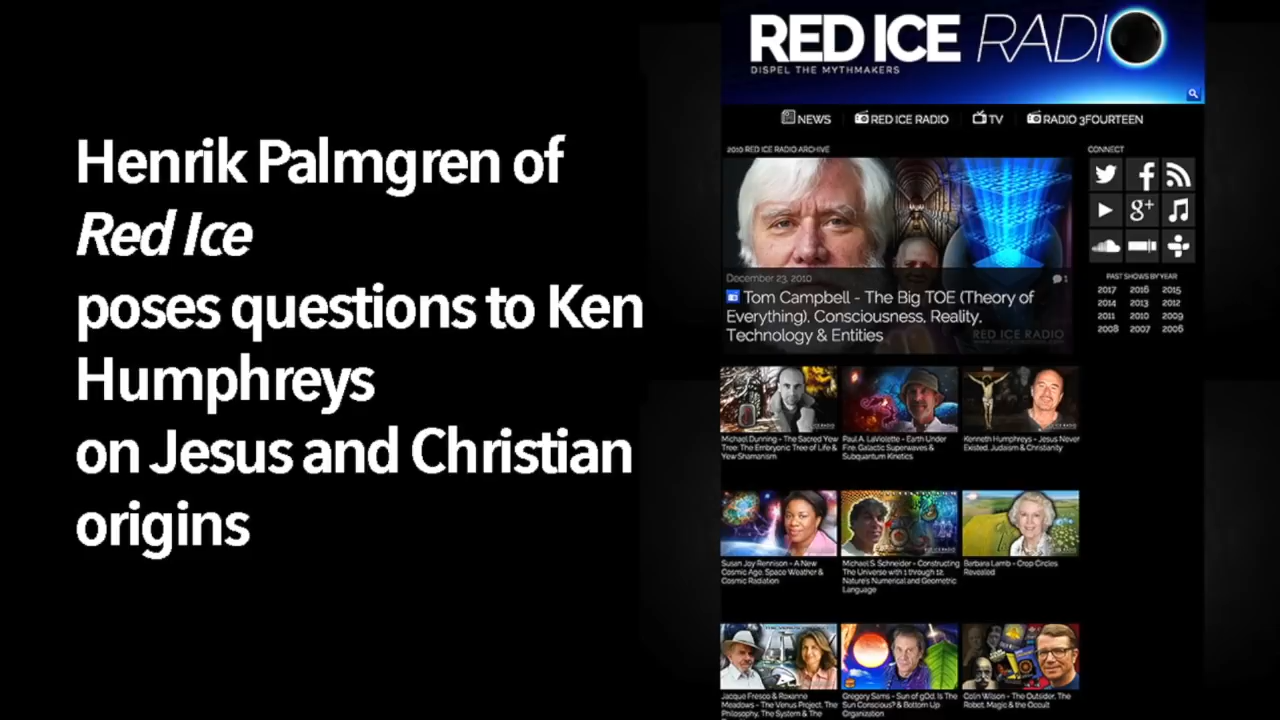 Henrik Palmgren of
Red Ice
poses questions to Ken
Humphreys
on Jesus and Christian
origins
RED ICE RADIO
DISPEL THE MYTHMAKERS
NEWS
RED ICE RADIO
TV
RADIO 3FOURTEEN
2010 RED ICE RADIO ARCHIVE
CONNECT
December 23, 2010
1
Tom Campbell - The Big TOE (Theory of
Everything), Consciousness, Reality,
Technology & Entities
RED ICE RADIO
PAST SHOWS BY YEAR
2017 2016 2015
2014 2013 2012
2011 2010 2009
2008 2007 2006
Michael Dunning - The Sacred Yew
Tree: The Embryonic Tree of Life &
Yew Shamanism
Paul A. LaViolette - Earth Under
Fire: Galactic Superwaves &
Subquantum Kinetics
Kenneth Humphreys - Jesus Never
Existed, Judaism & Christianity
Susan Joy Rennison - A New
Cosmic Age, Space Weather &
Cosmic Radiation
Michael S. Schneider - Constructing
The Universe with 1 through 12,
Nature's Numerical and Geometric
Language
Barbara Lamb - Crop Circles
Revealed
Jacque Fresco & Roxanne
Meadows - The Venus Project, The
Philosophy, The System & The
Gregory Sams - Sun of gOd, Is The
Sun Conscious? & Bottom Up
Organization
Colin Wilson - The Outsider, The
Robot, Magic & the Occult